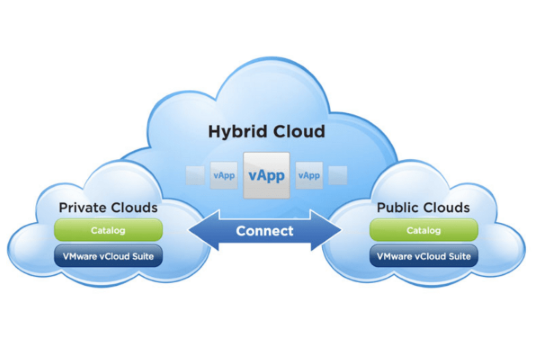 Hybrid Cloud
vApp vApp vApp
Private Clouds
Catalog
VMware vCloud Suite
Connect
Public Clouds
Catalog
VMware vCloud Suite